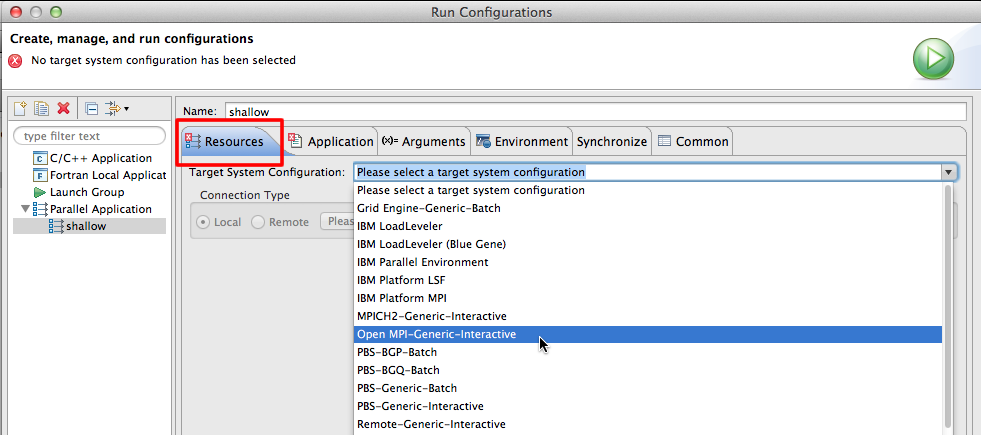 Run Configurations
Create, manage, and run configurations
No target system configuration has been selected
Name: shallow
type filter text
Resources Application (x)= Arguments Environment Synchronize Common
C/C++ Application
Fortran Local Applicat
Launch Group
Parallel Application
shallow
Target System Configuration: Please select a target system configuration
Connection Type
Local Remote Pleas
Please select a target system configuration
Grid Engine-Generic-Batch
IBM LoadLeveler
IBM LoadLeveler (Blue Gene)
IBM Parallel Environment
IBM Platform LSF
IBM Platform MPI
MPICH2-Generic-Interactive
Open MPI-Generic-Interactive
PBS-BGP-Batch
PBS-BGQ-Batch
PBS-Generic-Batch
PBS-Generic-Interactive
Remote-Generic-Interactive